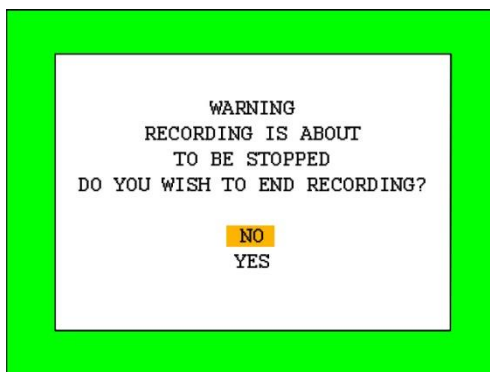 WARNING
RECORDING IS ABOUT
TO BE STOPPED
DO YOU WISH TO END RECORDING?
NO
YES